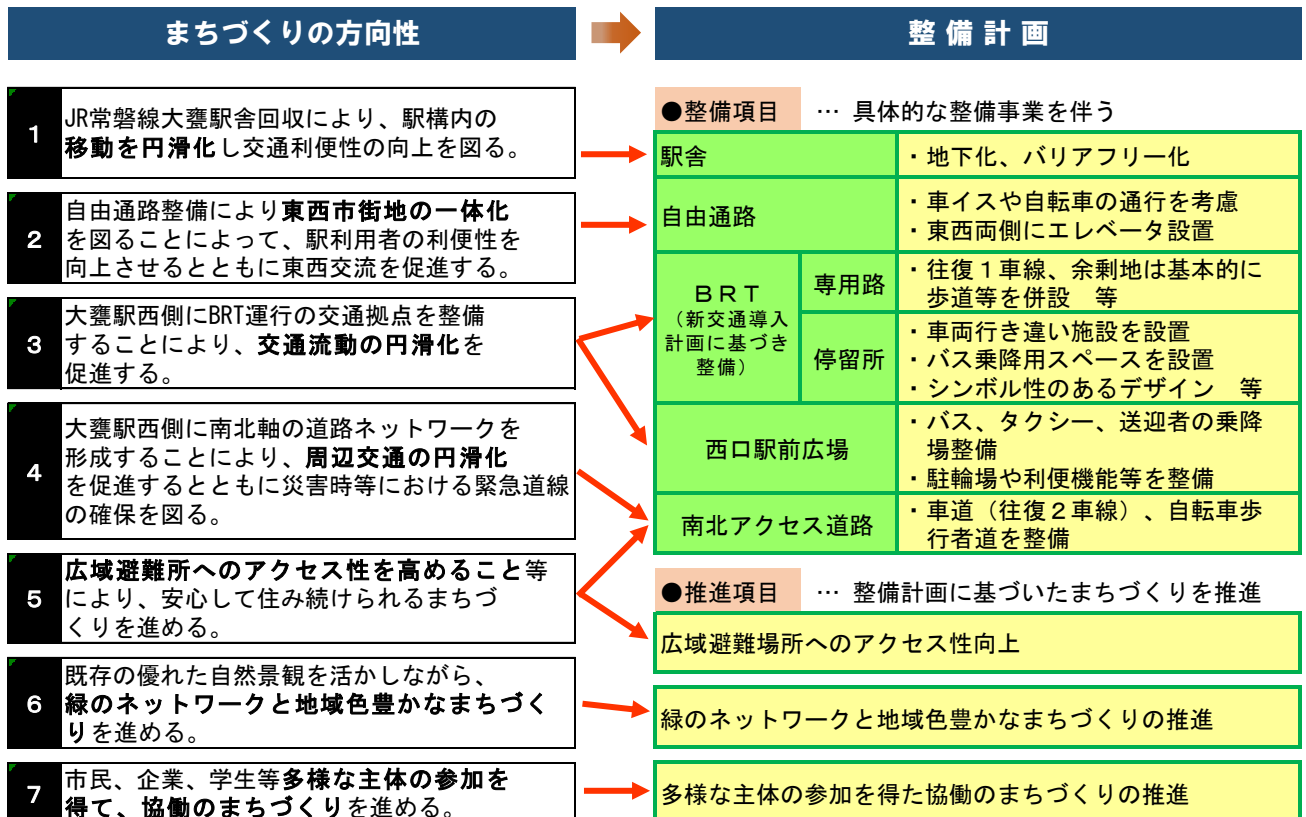 まちづくりの方向性
整備計画
1
JR常磐線大甕駅舎回収により、駅構内の
移動を円滑化し交通利便性の向上を図る。
2
自由通路整備により東西市街地の一体化
を図ることによって、駅利用者の利便性を
向上させるとともに東西交流を促進する。
3
大甕駅西側にBRT運行の交通拠点を整備
することにより、交通流動の円滑化を
促進する。
4
大甕駅西側に南北軸の道路ネットワークを
形成することにより、周辺交通の円滑化
を促進するとともに災害時等における緊急道線
の確保を図る。
5
広域避難所へのアクセス性を高めること等
により、安心して住み続けられるまちづ
くりを進める。
6
既存の優れた自然景観を活かしながら、
緑のネットワークと地域色豊かなまちづく
りを進める。
7
市民、企業、学生等多様な主体の参加を
得て、協働のまちづくりを進める。
●整備項目 … 具体的な整備事業を伴う
駅舎
・地下化、バリアフリー化
自由通路
・車イスや自転車の通行を考慮
・東西両側にエレベータ設置
BRT
(新交通導入
計画に基づき
整備)
専用路
・往復1車線、余剰地は基本的に
歩道等を併設 等
停留所
・車両行き違い施設を設置
・バス乗降用スペースを設置
・シンボル性のあるデザイン 等
西口駅前広場
・バス、タクシー、送迎者の乗降
場整備
・駐輪場や利便機能等を整備
南北アクセス道路
・車道（往復2車線）、自転車歩
行者道を整備
●推進項目 … 整備計画に基づいたまちづくりを推進
広域避難場所へのアクセス性向上
緑のネットワークと地域色豊かなまちづくりの推進
多様な主体の参加を得た協働のまちづくりの推進